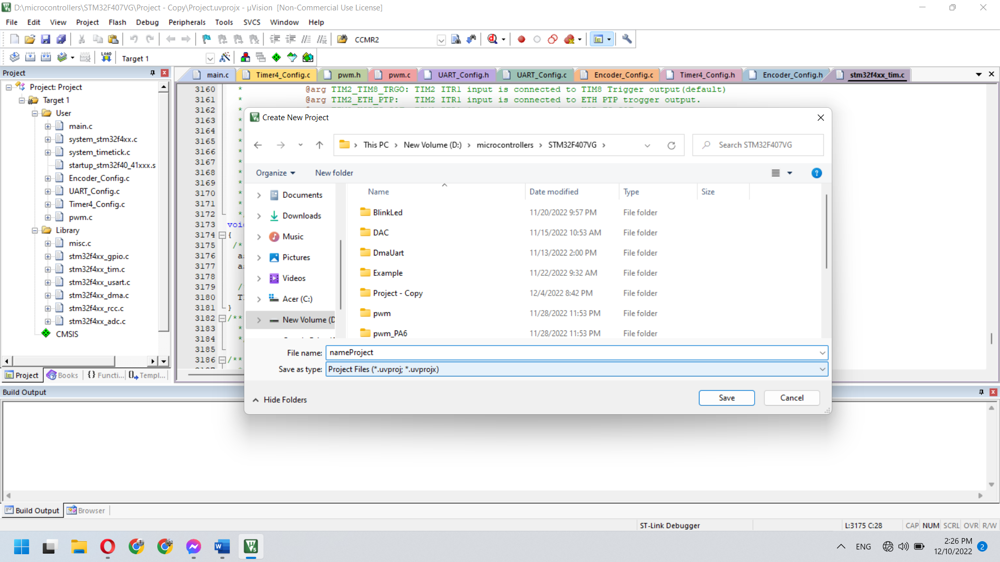 D:\microcontrollers\STM32F407VG\Project - Copy\Project.uvprojx - µVision [Non-Commercial Use License]
File Edit View Project Flash Debug Peripherals Tools SVCS Window Help
CCMR2
LOAD Target 1
Project
main.c Timer4_Config.c pwm.h pwm.c UART_Config.h UART_Config.c Encoder_Config.c Timer4_Config.h Encoder_Config.h stm32f4xx_tim.c
Project: Project
Target 1
User
main.c
system_stm32f4xx.c
system_timetick.c
startup_stm32f40_41xxx.s
Encoder_Config.c
UART_Config.c
Timer4_Config.c
pwm.c
Library
misc.c
stm32f4xx_gpio.c
stm32f4xx_tim.c
stm32f4xx_usart.c
stm32f4xx_dma.c
stm32f4xx_rcc.c
stm32f4xx_adc.c
CMSIS
Project Books {} Functi... Templ...
3160 * @arg TIM2_TIM8_TRGO: TIM2 ITR1 input is connected to TIM8 Trigger output(default)
3161 * @arg TIM2_ETH_PTP: TIM2 ITR1 input is connected to ETH PTP trogger output.
3162 *
3163 *
3164 *
3165 *
3166 *
3167 *
3168 *
3169 *
3170 *
3171 *
3172 *
3173 voi
3174 {
3175 /*
3176 as
3177 as
3178
3179 /
3180 T
3181 }
3182 /**
3183 *
3184 *
3185
3186 /**
Create New Project
This PC > New Volume (D:) > microcontrollers > STM32F407VG >
Search STM32F407VG
Organize New folder
Documents
Downloads
Music
Pictures
Videos
Acer (C:)
New Volume (D
Name Date modified Type Size
BlinkLed 11/20/2022 9:57 PM File folder
DAC 11/15/2022 10:53 AM File folder
DmaUart 11/13/2022 2:00 PM File folder
Example 11/22/2022 9:32 AM File folder
Project - Copy 12/4/2022 8:42 PM File folder
pwm 11/28/2022 11:53 PM File folder
pwm_PA6 11/28/2022 11:53 PM File folder
File name: nameProject
Save as type: Project Files (*.uvproj; *.uvprojx)
Hide Folders
Save Cancel
Build Output
Build Output Browser
ST-Link Debugger L:3175 C:28 CAP NUM SCRL OVR R/W
ENG
2:26 PM
12/10/2022
2